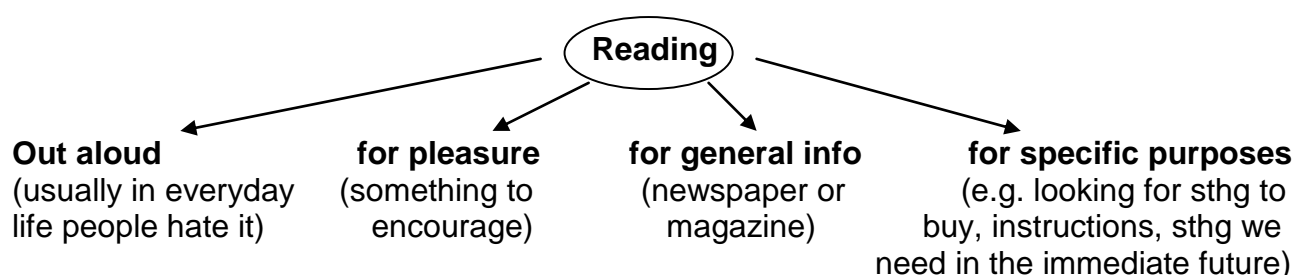 Reading
Out aloud
(usually in everyday
life people hate it)
for pleasure
(something to
encourage)
for general info
(newspaper or
magazine)
for specific purposes
(e.g. looking for sthg to
buy, instructions, sthg we
need in the immediate future)